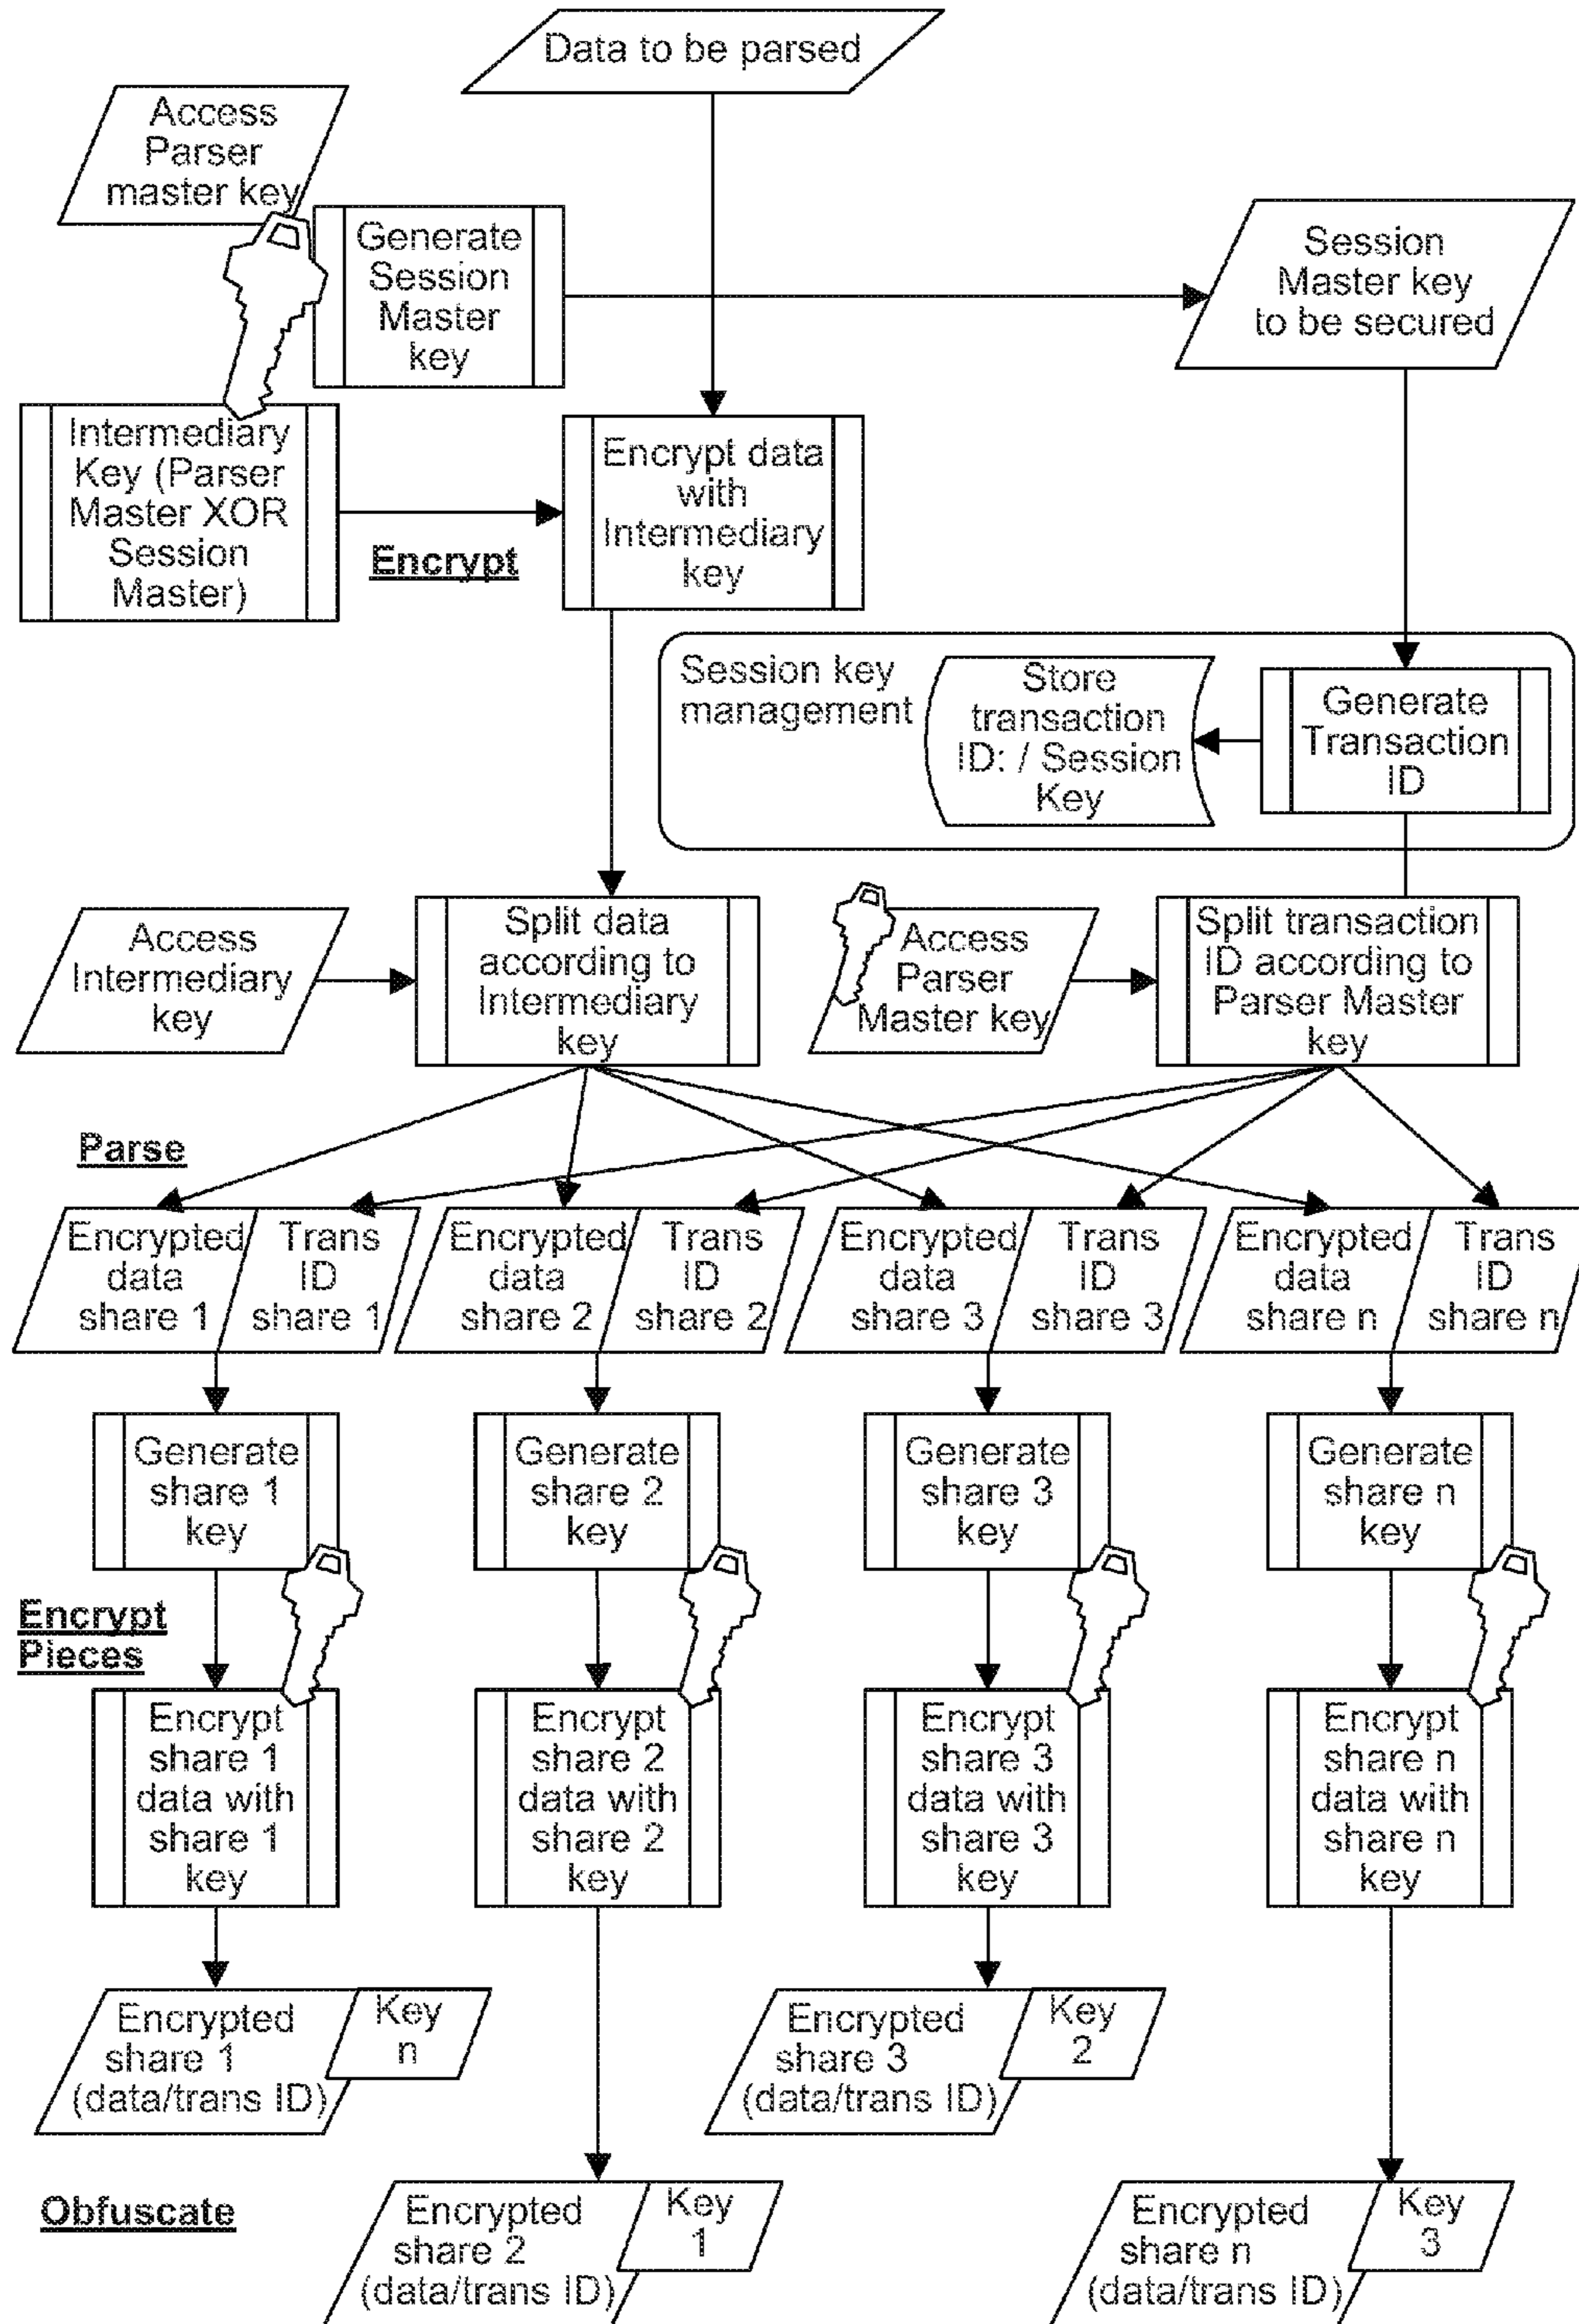 Data to be parsed
Access
Parser
master key
Generate
Session
Master
key
Session
Master key
to be secured
Intermediary
Key (Parser
Master XOR
Session
Master)
Encrypt
Encrypt data
with
Intermediary
key
Session key
management
Store
transaction
ID: / Session
Key
Generate
Transaction
ID
Access
Intermediary
key
Split data
according to
Intermediary
key
Access
Parser
Master key
Split transaction
ID according to
Parser Master
key
Parse
Encrypted
data
share 1
Trans
ID
share 1
Encrypted
data
share 2
Trans
ID
share 2
Encrypted
data
share 3
Trans
ID
share 3
Encrypted
data
share n
Trans
ID
share n
Generate
share 1
key
Generate
share 2
key
Generate
share 3
key
Generate
share n
key
Encrypt
Pieces
Encrypt
share 1
data with
share 1
key
Encrypt
share 2
data with
share 2
key
Encrypt
share 3
data with
share 3
key
Encrypt
share n
data with
share n
key
Encrypted
share 1
(data/trans ID)
Key
n
Encrypted
share 3
(data/trans ID)
Key
2
Obfuscate
Encrypted
share 2
(data/trans ID)
Key
1
Encrypted
share n
(data/trans ID)
Key
3